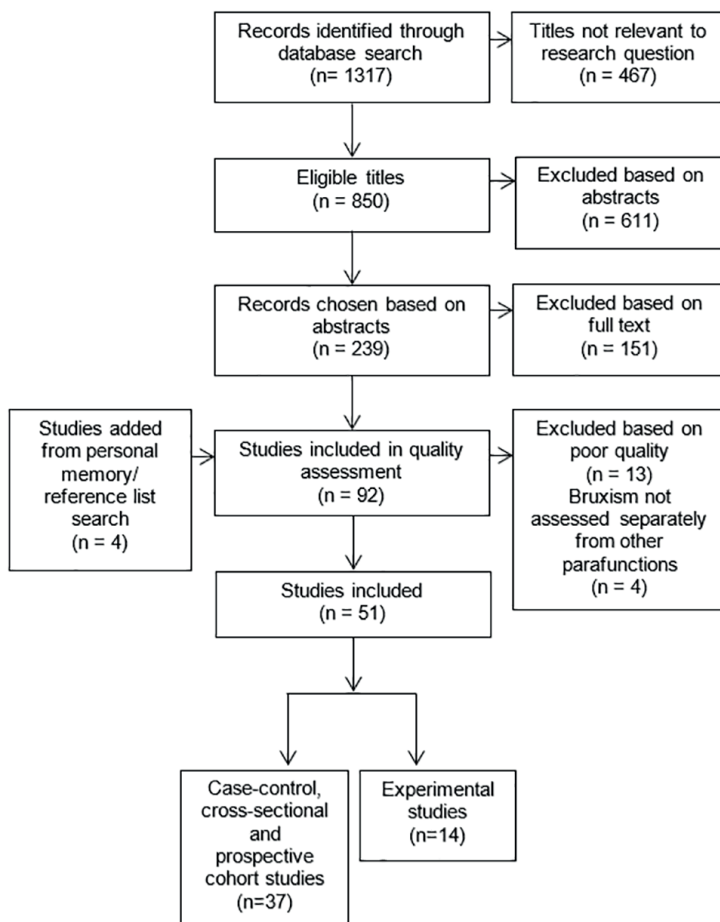 Records identified through
database search
(n= 1317)
Titles not relevant to
research question
(n = 467)
Eligible titles
(n = 850)
Excluded based on
abstracts
(n = 611)
Records chosen based on
abstracts
(n = 239)
Excluded based on
full text
(n = 151)
Studies added
from personal
memory/
reference list
search
(n = 4)
Studies included in quality
assessment
(n = 92)
Excluded based on
poor quality
(n = 13)
Bruxism not
assessed separately
from other
parafunctions
(n = 4)
Studies included
(n = 51)
Case-control,
cross-sectional
and
prospective
cohort studies
(n=37)
Experimental
studies
(n=14)